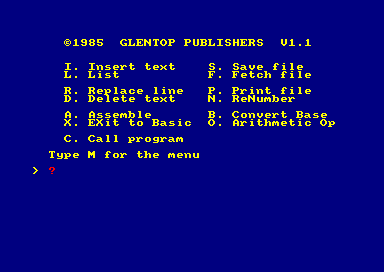 ©1985 GLENTOP PUBLISHERS V1.1
I. Insert text S. Save file
L. List F. Fetch file
R. Replace line P. Print file
D. Delete text N. ReNumber
A. Assemble B. Convert Base
X. EXit to Basic O. Arithmetic Op
C. Call program
Type M for the menu
> ?